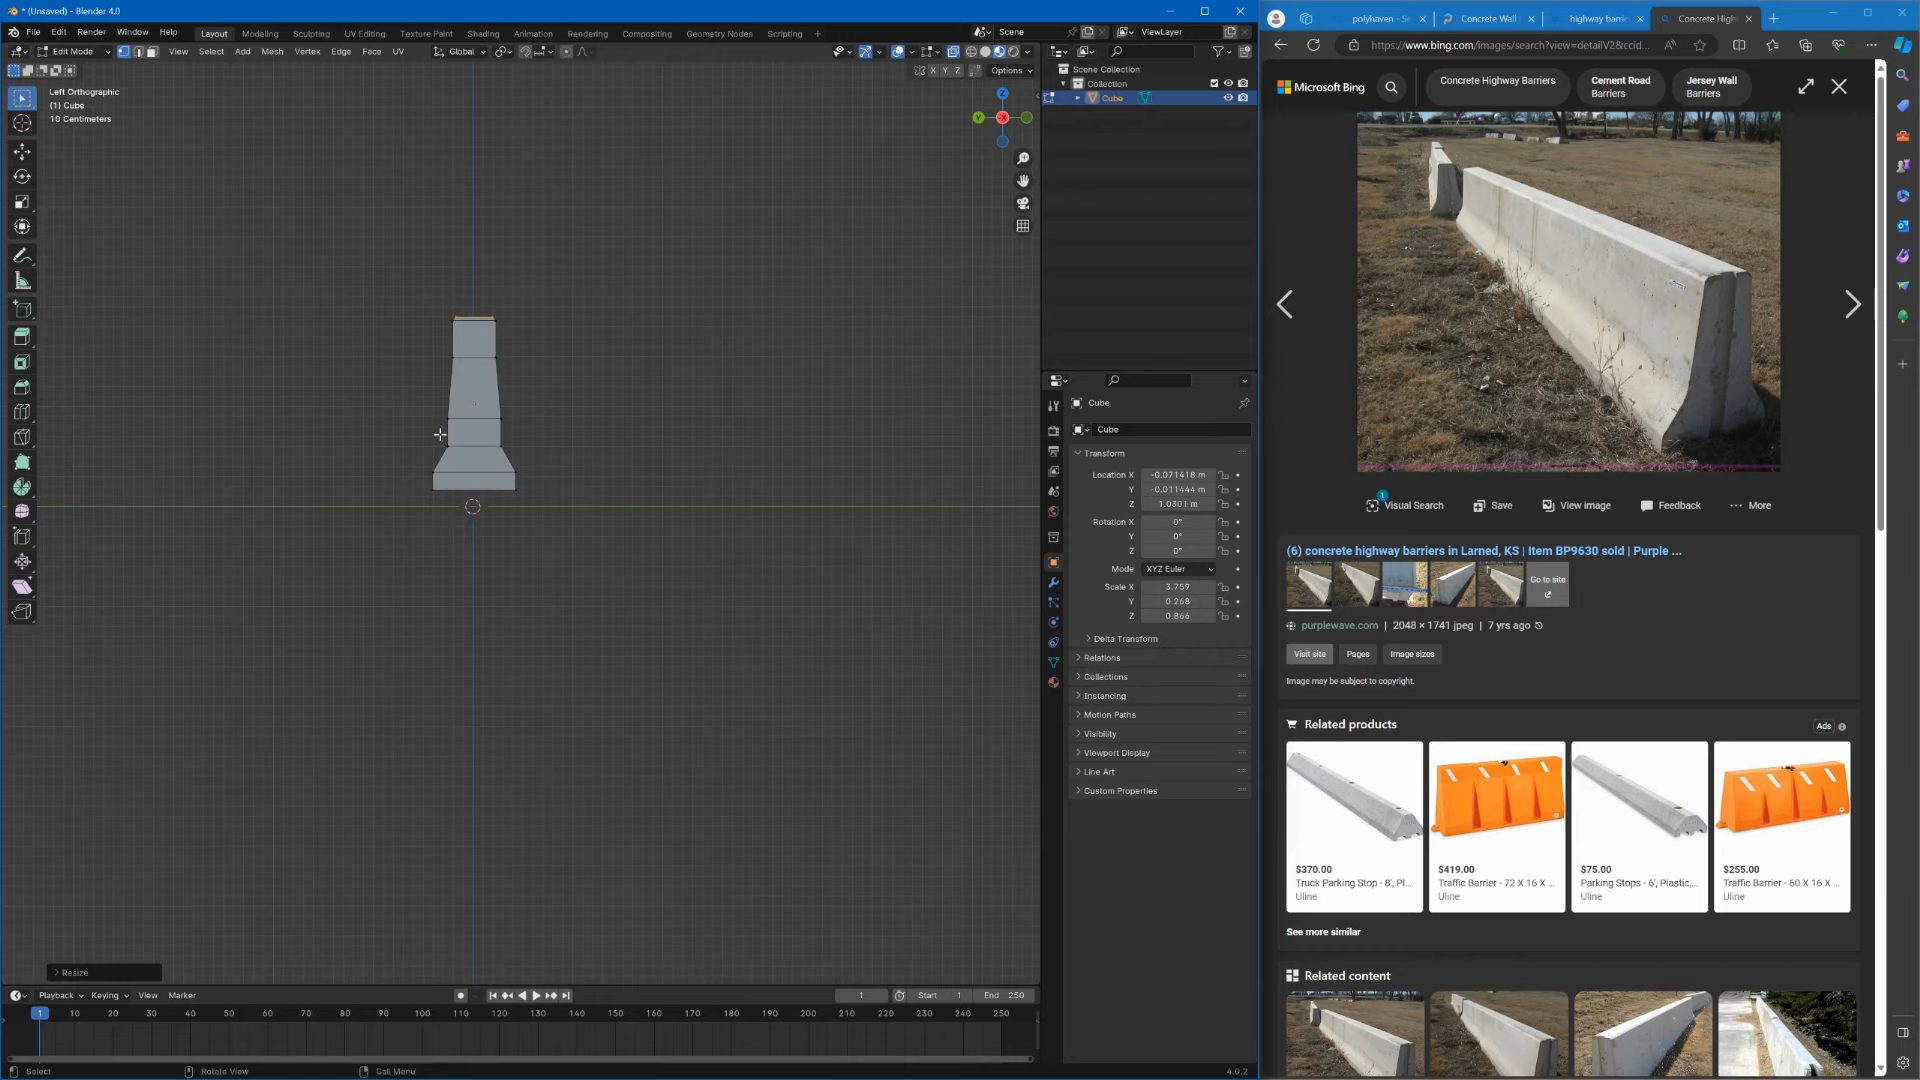 * (Unsaved) - Blender 4.0
File Edit Render Window Help
Layout Modeling Sculpting UV Editing Texture Paint Shading Animation Rendering Compositing Geometry Nodes Scripting +
Scene
ViewLayer
Edit Mode View Select Add Mesh Vertex Edge Face UV
Global
X Y Z Options
Left Orthographic
(1) Cube
10 Centimeters
Z
Y
-X
Scene Collection
Collection
Cube
Cube
Cube
Transform
Location X -0.071418 m
Y -0.011444 m
Z 1.0301 m
Rotation X 0°
Y 0°
Z 0°
Mode XYZ Euler
Scale X 3.759
Y 0.268
Z 0.866
Delta Transform
Relations
Collections
Instancing
Motion Paths
Visibility
Viewport Display
Line Art
Custom Properties
Resize
Playback Keying View Marker
1 Start 1 End 250
1 10 20 30 40 50 60 70 80 90 100 110 120 130 140 150 160 170 180 190 200 210 220 230 240 250
Select Rotate View Call Menu 4.0.2
polyhaven - Se
Concrete Wall
highway barrie
Concrete High
https://www.bing.com/images/search?view=detailV2&ccid...
Microsoft Bing
Concrete Highway Barriers
Cement Road Barriers
Jersey Wall Barriers
1
Visual Search Save View image Feedback ··· More
(6) concrete highway barriers in Larned, KS | Item BP9630 sold | Purple ...
Go to site
purplewave.com | 2048 × 1741 jpeg | 7 yrs ago
Visit site Pages Image sizes
Image may be subject to copyright.
Related products
Ads
$370.00
Truck Parking Stop - 8', Pl...
Uline
$419.00
Traffic Barrier - 72 X 16 X ...
Uline
$75.00
Parking Stops - 6', Plastic,...
Uline
$255.00
Traffic Barrier - 60 X 16 X ...
Uline
See more similar
Related content